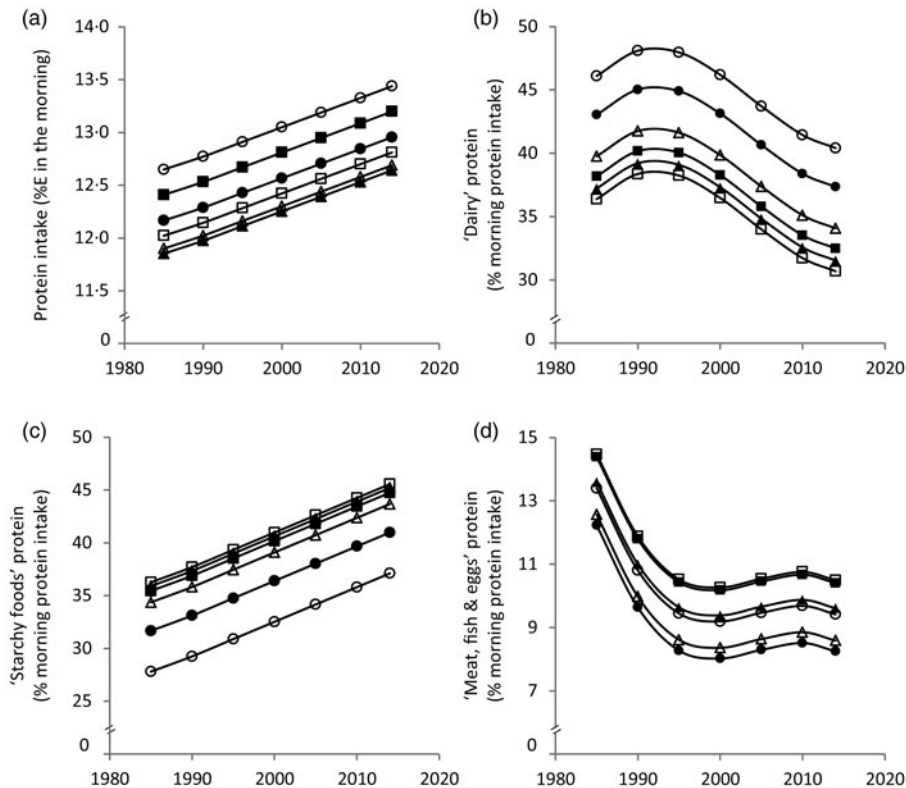 (a)
Protein intake (%E in the morning)
14·0
13·5
13·0
12·5
12·0
11·5
0
1980 1990 2000 2010 2020
(b)
'Dairy' protein
(% morning protein intake)
50
45
40
35
30
0
1980 1990 2000 2010 2020
(c)
'Starchy foods' protein
(% morning protein intake)
50
45
40
35
30
25
0
1980 1990 2000 2010 2020
(d)
'Meat, fish & eggs' protein
(% morning protein intake)
15
13
11
9
7
0
1980 1990 2000 2010 2020